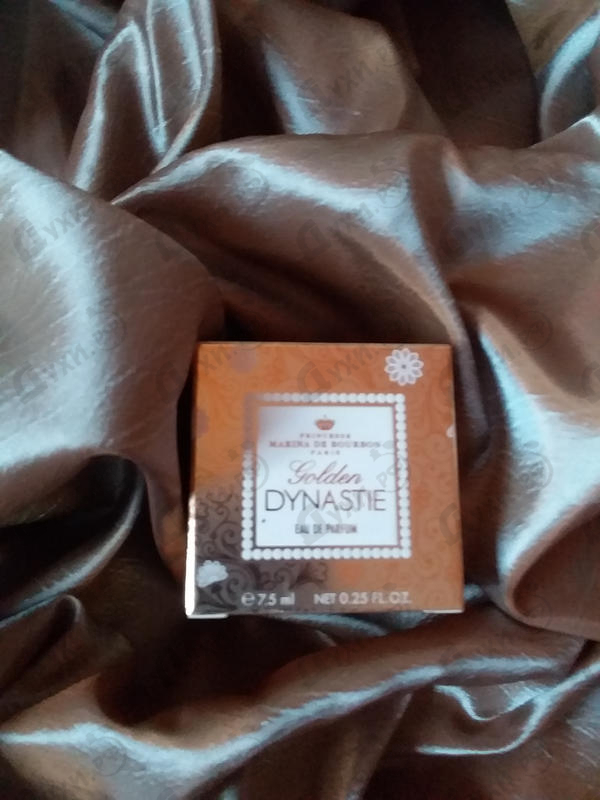 PRINCESSE
MARINA DE BOURBON
PARIS
Golden
DYNASTIE
EAU DE PARFUM
℮ 7.5 ml NET 0.25 FL.OZ.